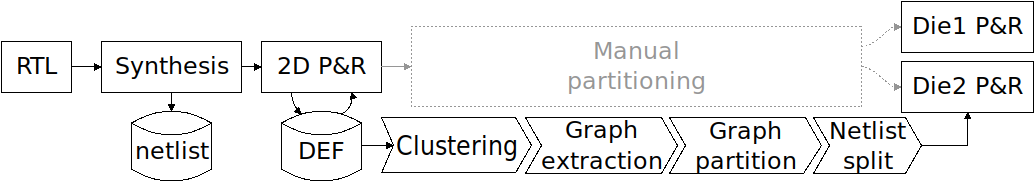 RTL
Synthesis
2D P&R
Manual
partitioning
Die1 P&R
Die2 P&R
netlist
DEF
Clustering
Graph
extraction
Graph
partition
Netlist
split